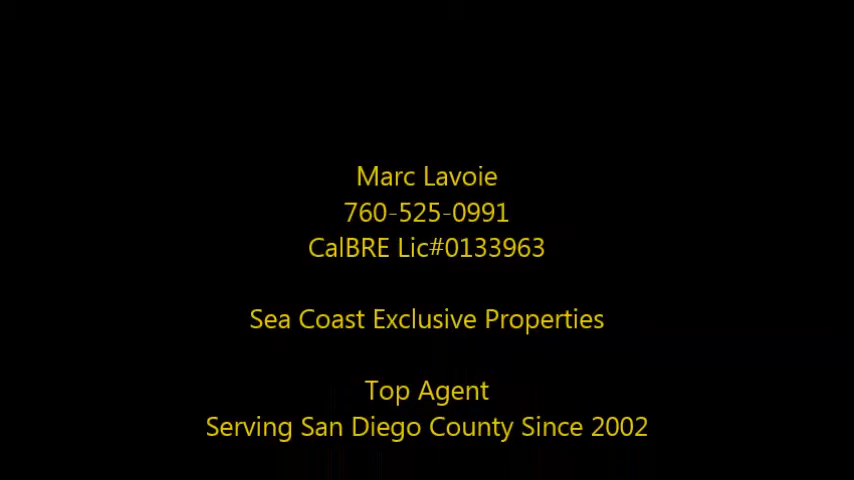 Marc Lavoie
760-525-0991
CalBRE Lic#0133963
Sea Coast Exclusive Properties
Top Agent
Serving San Diego County Since 2002